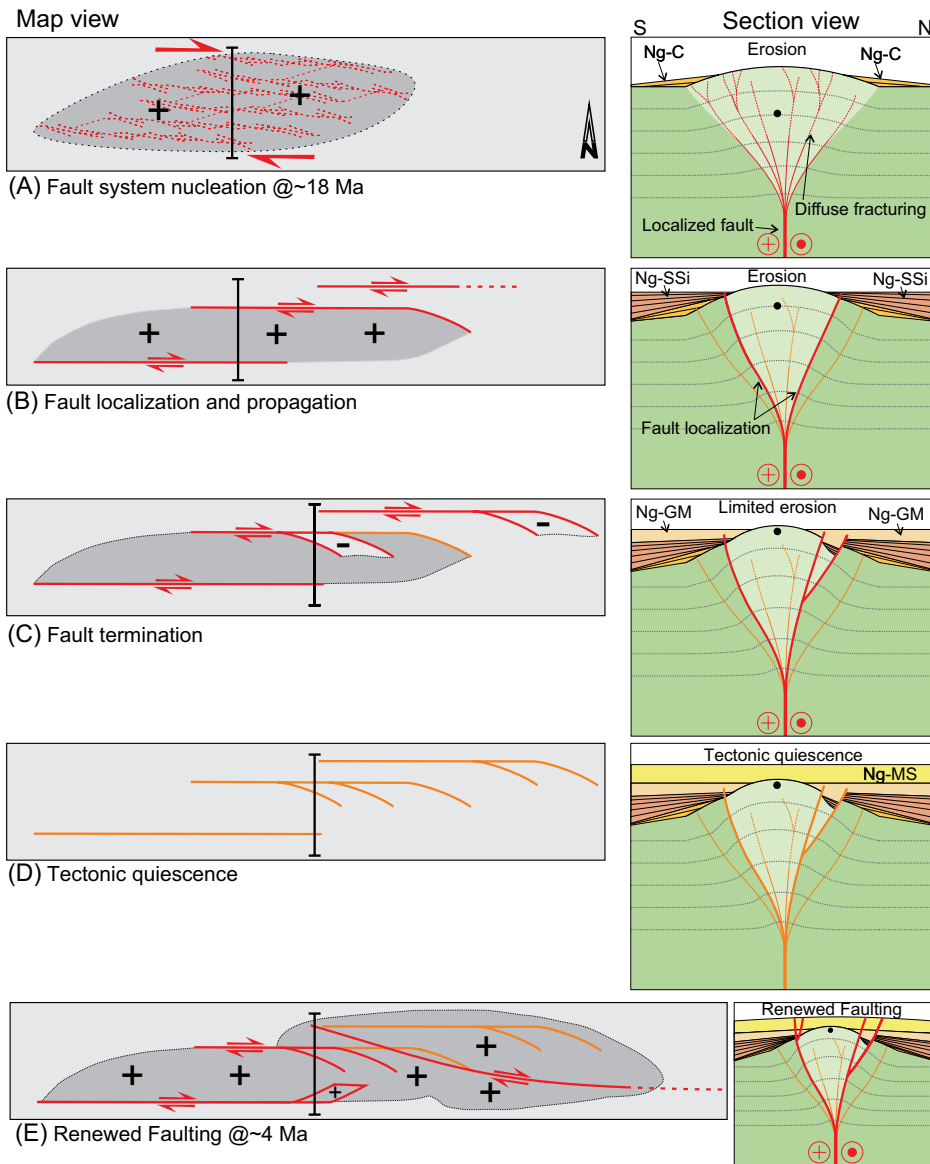 Map view
Section view
S
N
Ng-C
Erosion
Ng-C
+
+
N
Diffuse fracturing
Localized fault
(A) Fault system nucleation @~18 Ma
Ng-SSi
Erosion
Ng-SSi
+
+
+
Fault localization
(B) Fault localization and propagation
Ng-GM
Limited erosion
Ng-GM
-
-
(C) Fault termination
Tectonic quiescence
Ng-MS
(D) Tectonic quiescence
Renewed Faulting
+
+
+
+
+
+
(E) Renewed Faulting @~4 Ma